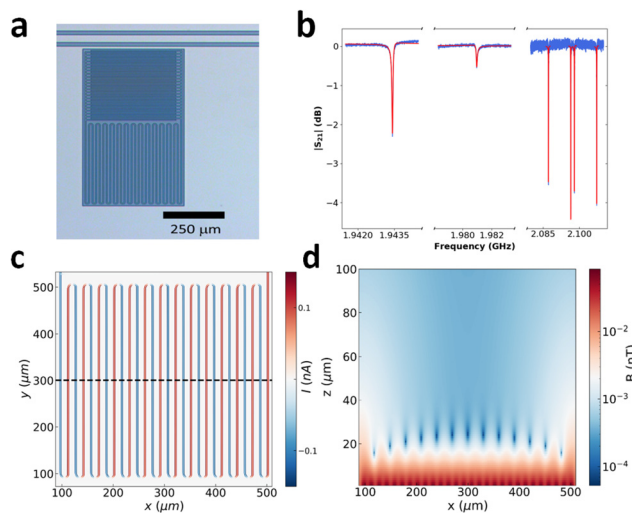 a
250 μm
b
0
−1
−2
−3
−4
|S21| (dB)
1.9420 1.9435 1.980 1.982 2.085 2.100
Frequency (GHz)
c
500
400
300
200
100
y (μm)
100 200 300 400 500
x (μm)
0.1
−0.1
I (nA)
d
100
80
60
40
20
z (μm)
100 200 300 400 500
x (μm)
10−2
10−3
10−4
B (nT)